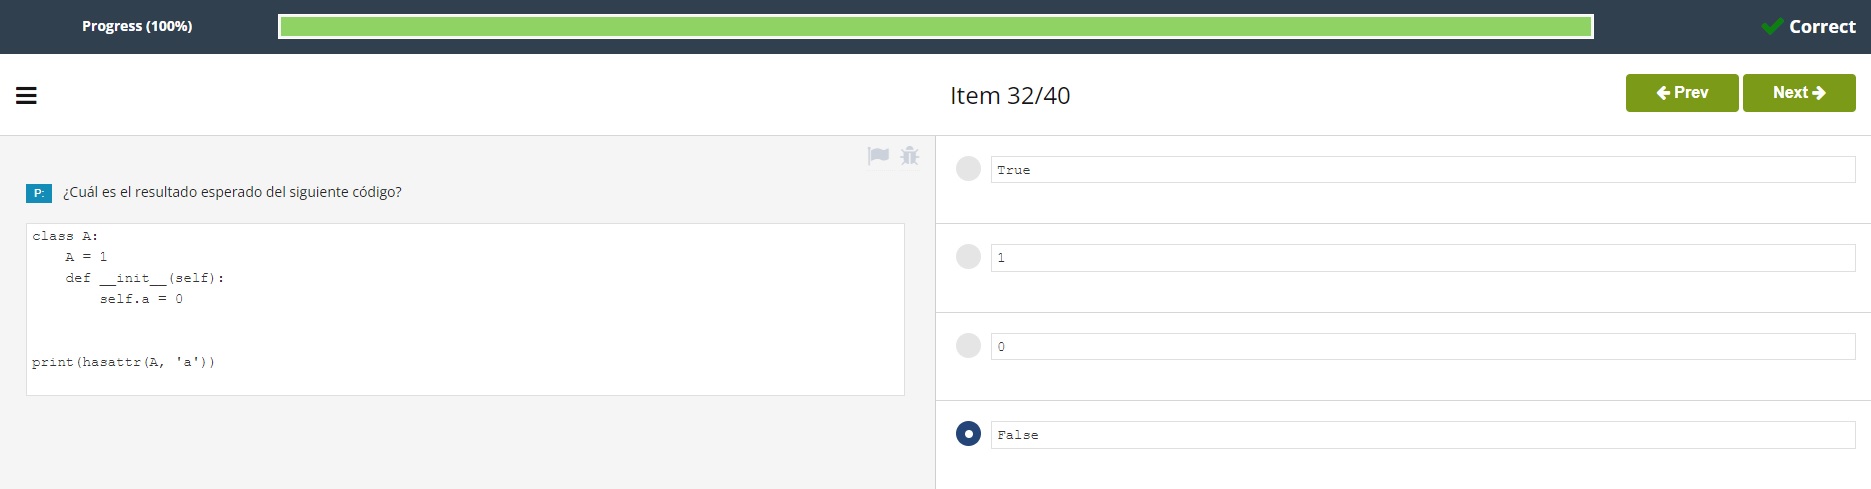 Progress (100%)
Correct
Item 32/40
Prev
Next
P:
¿Cuál es el resultado esperado del siguiente código?
class A:
    A = 1
    def __init__(self):
        self.a = 0
print(hasattr(A, 'a'))
True
1
0
False